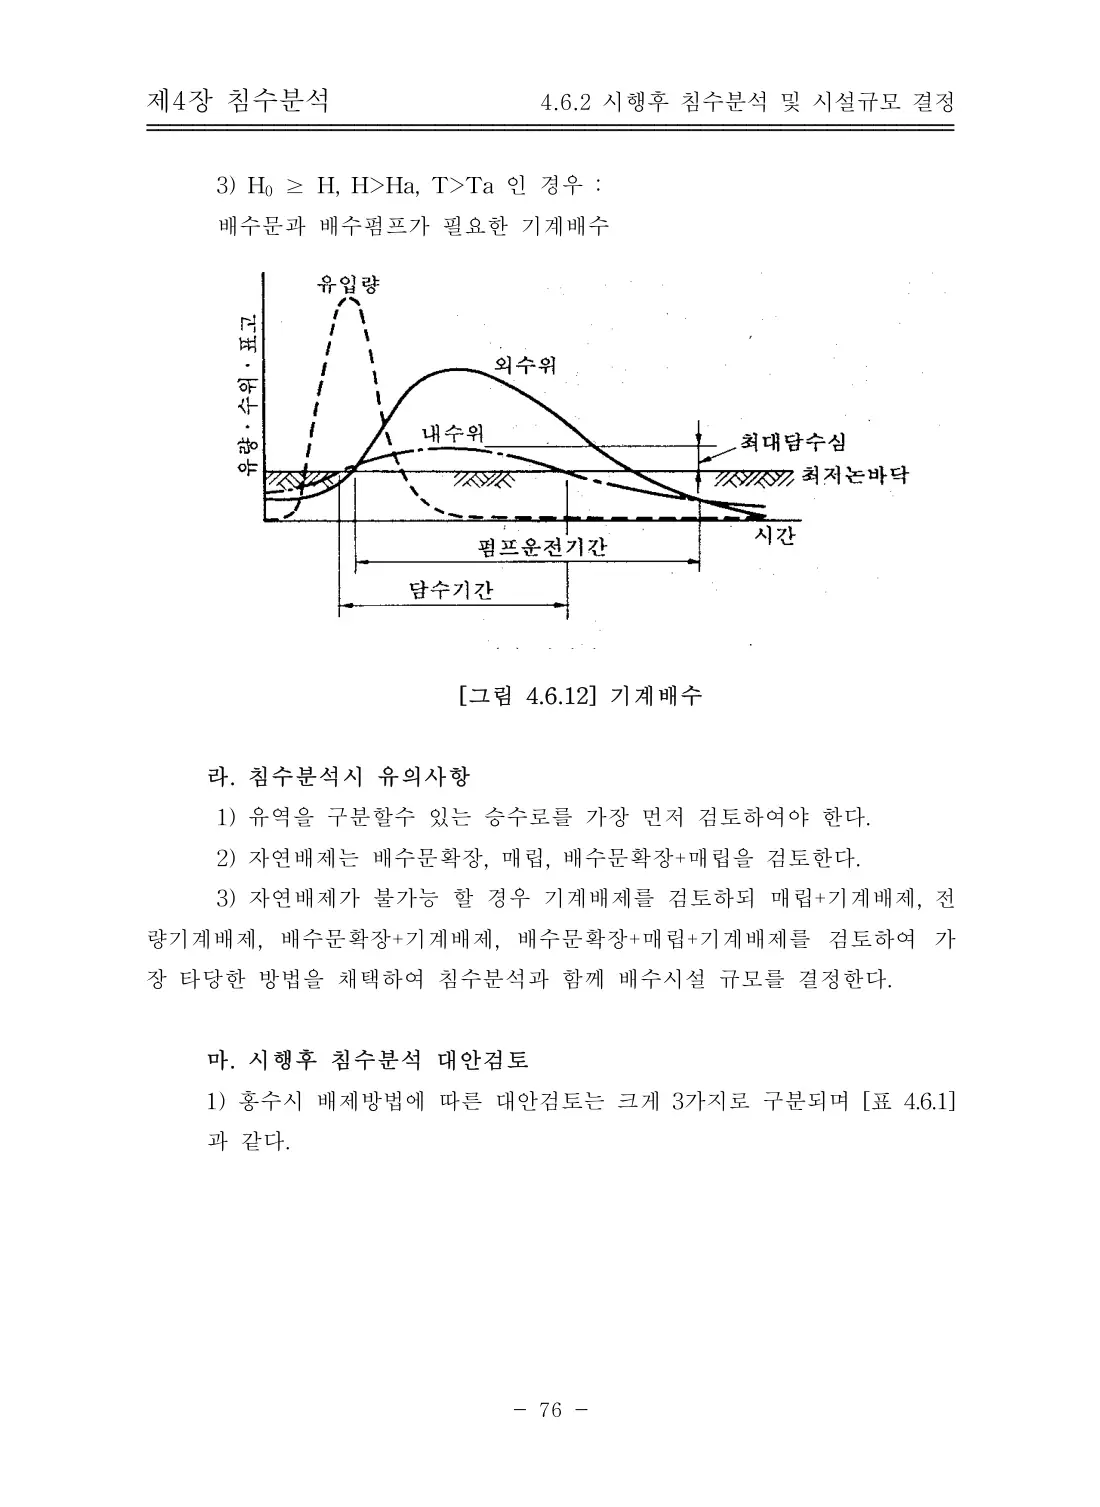 제4장 침수분석
4.6.2 시행후 침수분석 및 시설규모 결정
3) H₀ ≥ H, H>Ha, T>Ta 인 경우 :
배수문과 배수펌프가 필요한 기계배수
유입량
유량·수위·표고
외수위
내수위
최대담수심
최저논바닥
시간
펌프운전기간
담수기간
[그림 4.6.12] 기계배수
라. 침수분석시 유의사항
1) 유역을 구분할수 있는 승수로를 가장 먼저 검토하여야 한다.
2) 자연배제는 배수문확장, 매립, 배수문확장+매립을 검토한다.
3) 자연배제가 불가능 할 경우 기계배제를 검토하되 매립+기계배제, 전
량기계배제, 배수문확장+기계배제, 배수문확장+매립+기계배제를 검토하여 가
장 타당한 방법을 채택하여 침수분석과 함께 배수시설 규모를 결정한다.
마. 시행후 침수분석 대안검토
1) 홍수시 배제방법에 따른 대안검토는 크게 3가지로 구분되며 [표 4.6.1]
과 같다.
- 76 -